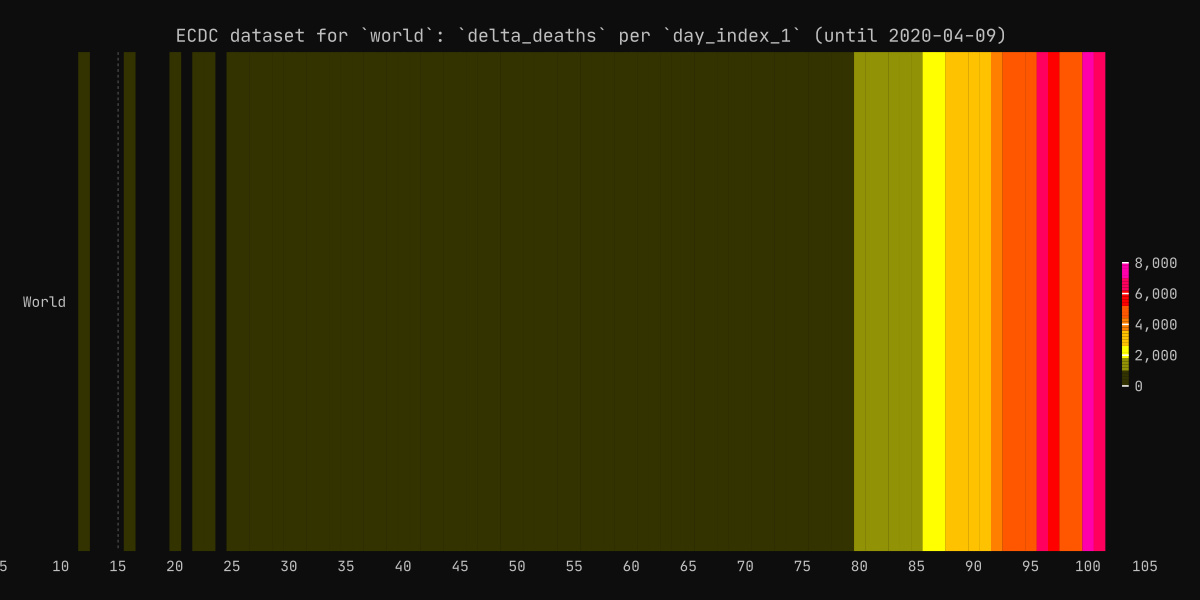 ECDC dataset for `world`: `delta_deaths` per `day_index_1` (until 2020-04-09)
World
8,000
6,000
4,000
2,000
0
5 10 15 20 25 30 35 40 45 50 55 60 65 70 75 80 85 90 95 100 105